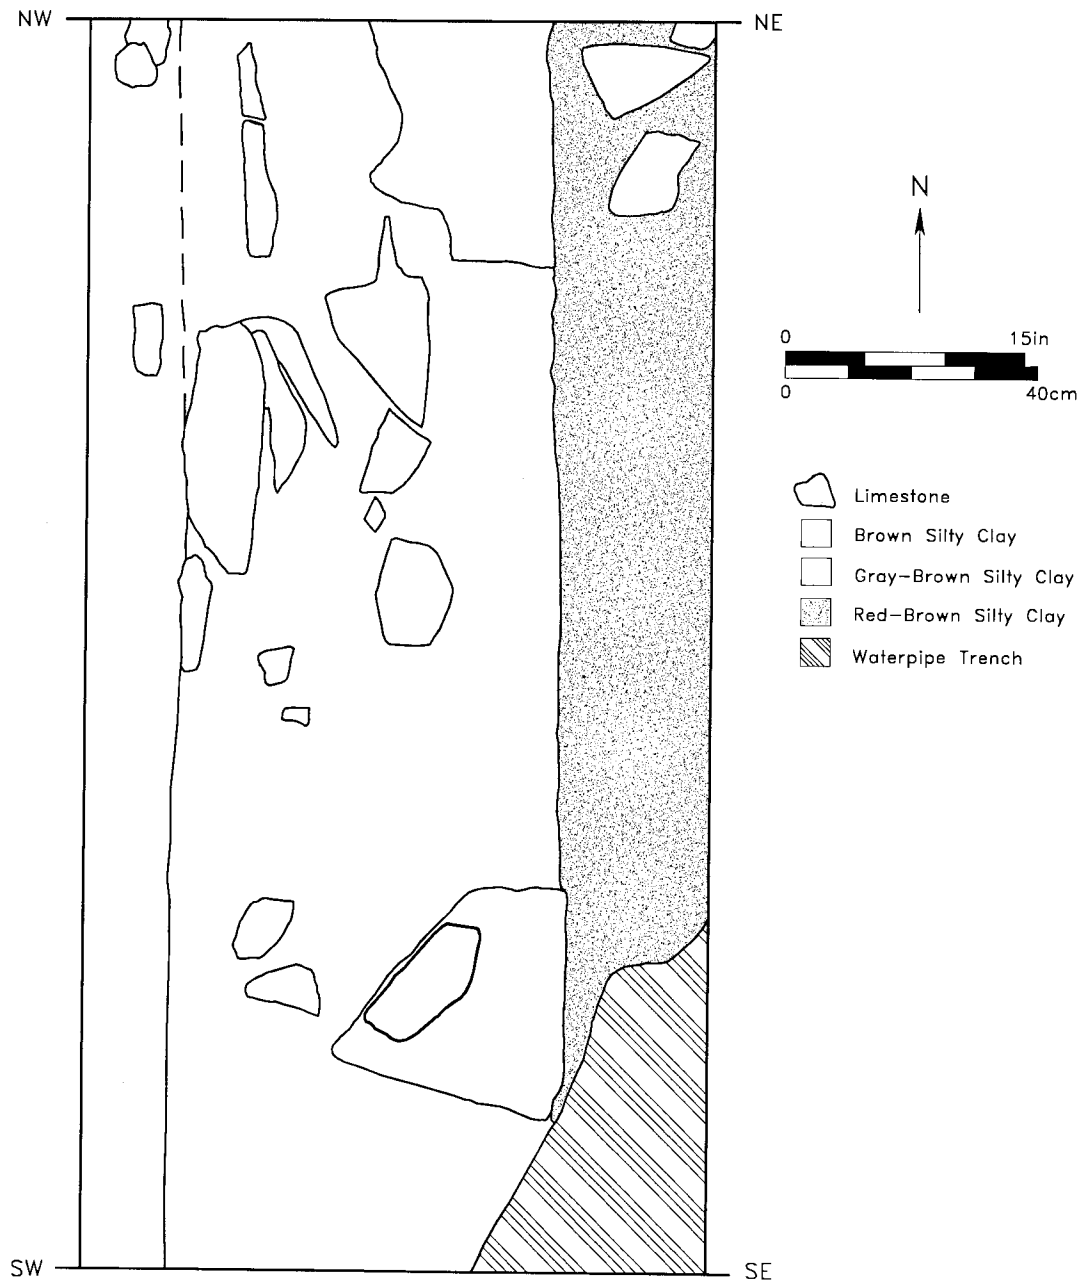 NW NE
N
0 15in
0 40cm
Limestone
Brown Silty Clay
Gray-Brown Silty Clay
Red-Brown Silty Clay
Waterpipe Trench
SW SE